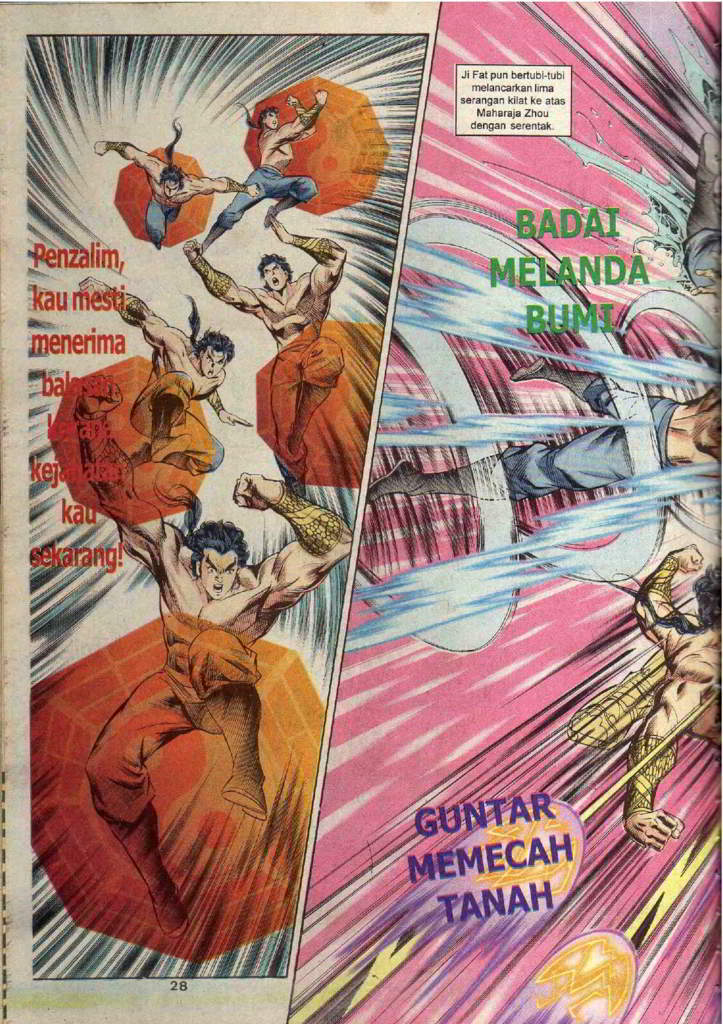 Penzalim,
kau mesti
menerima
balasan
kerana
kejahatan
kau
sekarang!
Ji Fat pun bertubi-tubi
melancarkan lima
serangan kilat ke atas
Maharaja Zhou
dengan serentak.
BADAI
MELANDA
BUMI
GUNTAR
MEMECAH
TANAH
28